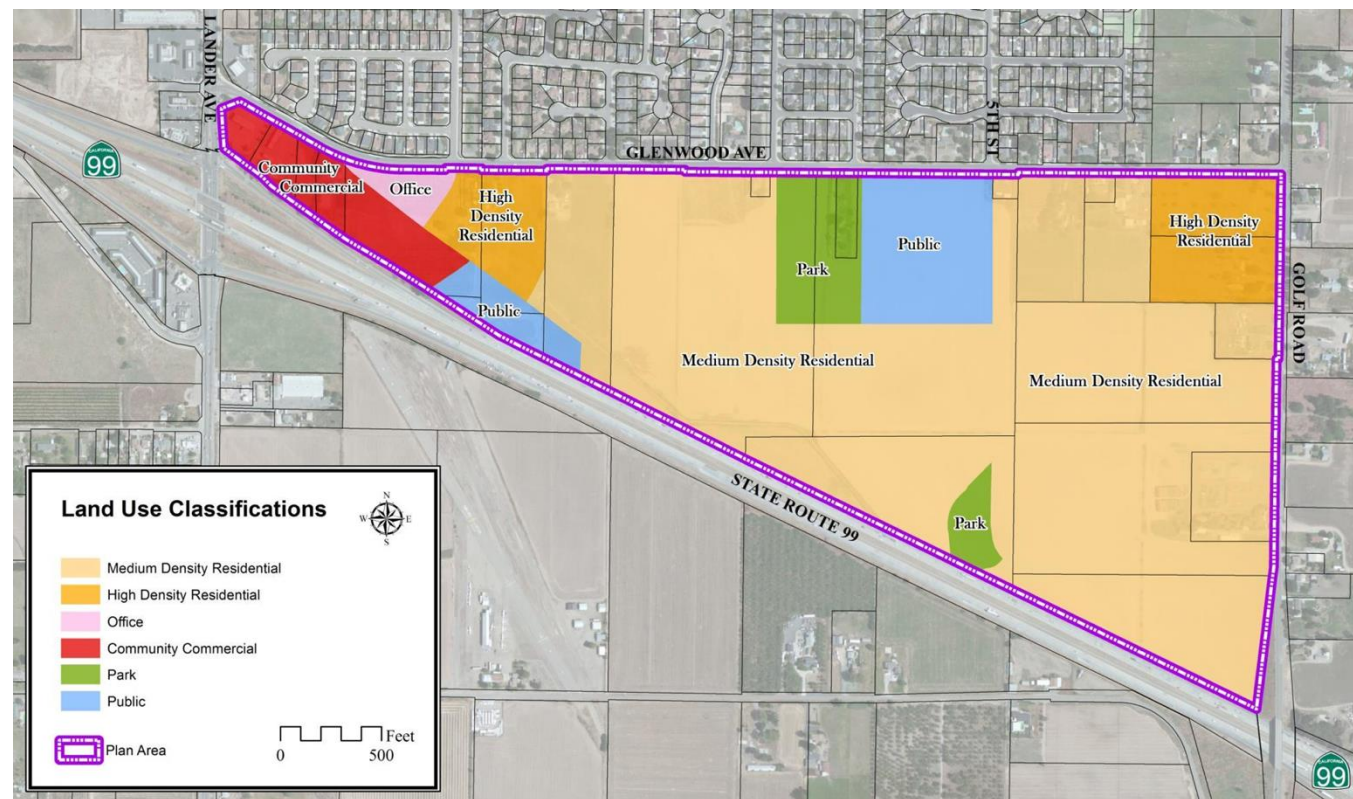 LANDER AVE
CALIFORNIA
99
Community
Commercial
Office
High
Density
Residential
GLENWOOD AVE
5TH ST
Park
Public
High Density
Residential
GOLF ROAD
Public
Medium Density Residential
Medium Density Residential
STATE ROUTE 99
Park
Land Use Classifications
N
W E
S
Medium Density Residential
High Density Residential
Office
Community Commercial
Park
Public
Plan Area
Feet
0 500
CALIFORNIA
99